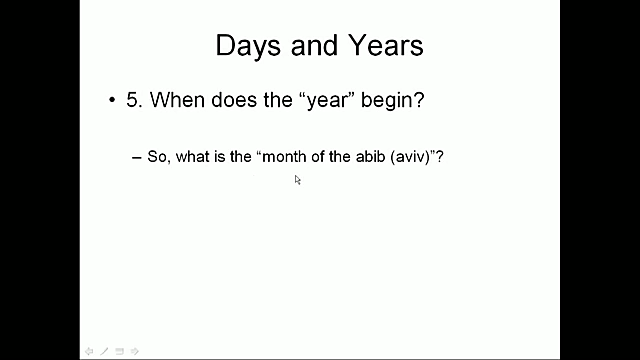 Days and Years
• 5. When does the “year” begin?
– So, what is the “month of the abib (aviv)”?